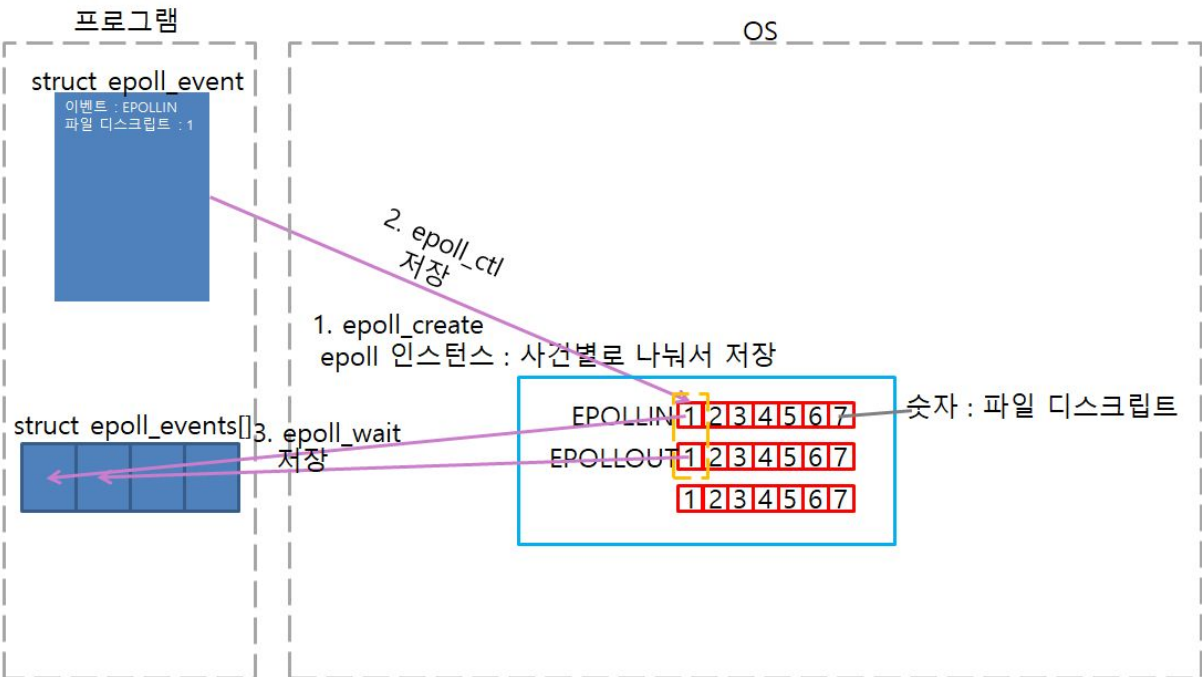 프로그램
OS
struct epoll_event
이벤트 : EPOLLIN
파일 디스크립트 : 1
2. epoll_ctl
저장
1. epoll_create
epoll 인스턴스 : 사건별로 나눠서 저장
EPOLLIN 1 2 3 4 5 6 7
숫자 : 파일 디스크립트
struct epoll_events[]
3. epoll_wait
저장
EPOLLOUT 1 2 3 4 5 6 7
1 2 3 4 5 6 7